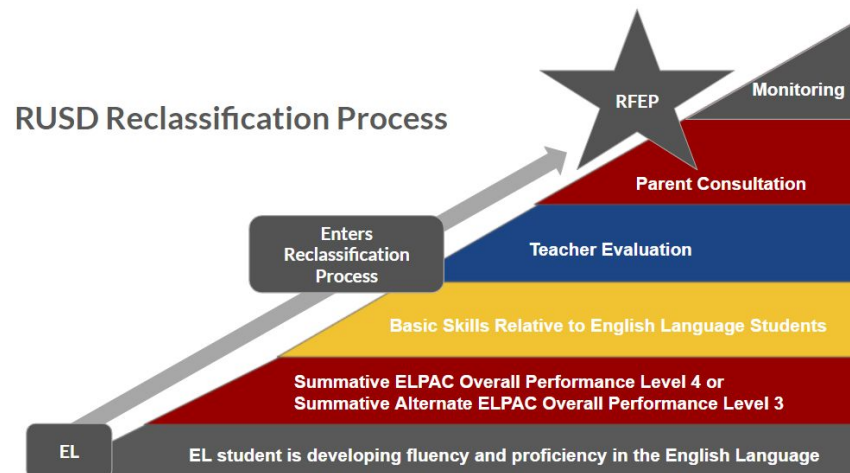 RUSD Reclassification Process
RFEP
Monitoring
Parent Consultation
Enters
Reclassification
Process
Teacher Evaluation
Basic Skills Relative to English Language Students
Summative ELPAC Overall Performance Level 4 or
Summative Alternate ELPAC Overall Performance Level 3
EL
EL student is developing fluency and proficiency in the English Language